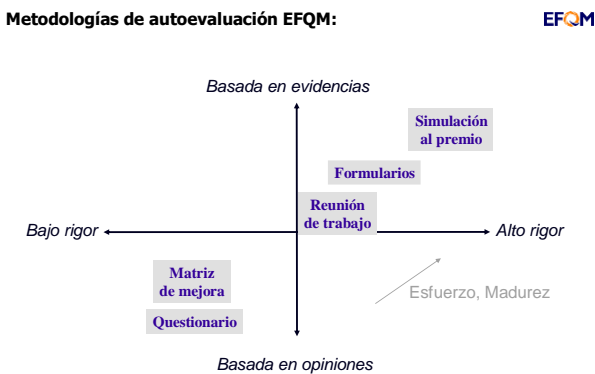 Metodologías de autoevaluación EFQM:
EFQM
Basada en evidencias
Simulación
al premio
Formularios
Reunión
de trabajo
Bajo rigor
Alto rigor
Matriz
de mejora
Esfuerzo, Madurez
Questionario
Basada en opiniones